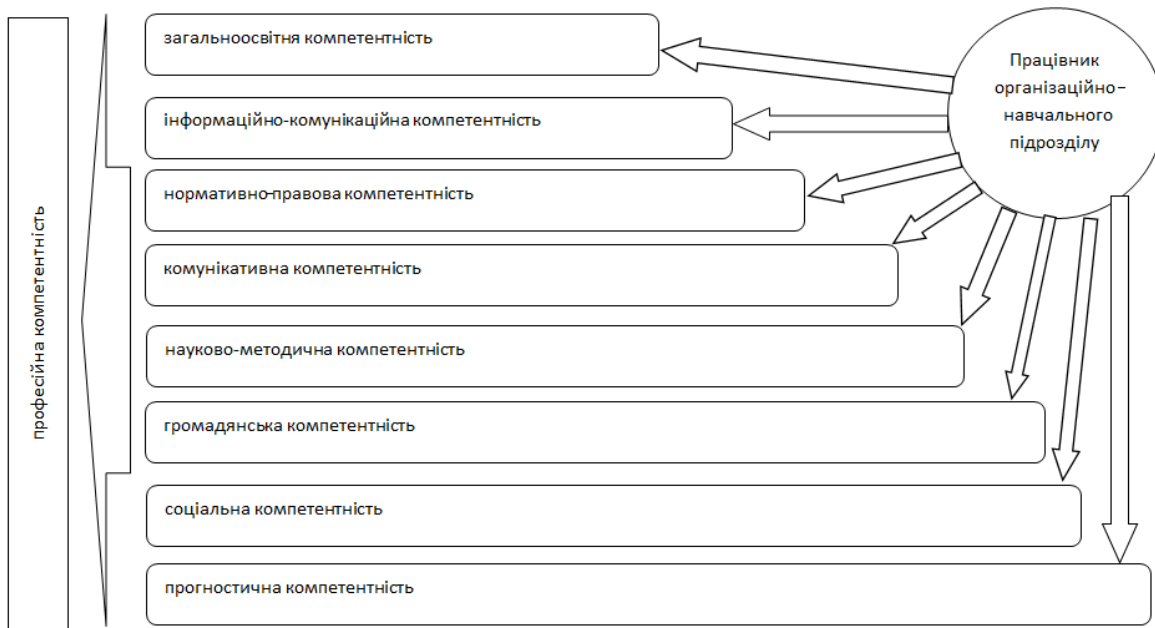 професійна компетентність
загальноосвітня компетентність
інформаційно-комунікаційна компетентність
нормативно-правова компетентність
комунікативна компетентність
науково-методична компетентність
громадянська компетентність
соціальна компетентність
прогностична компетентність
Працівник
організаційно–
навчального
підрозділу